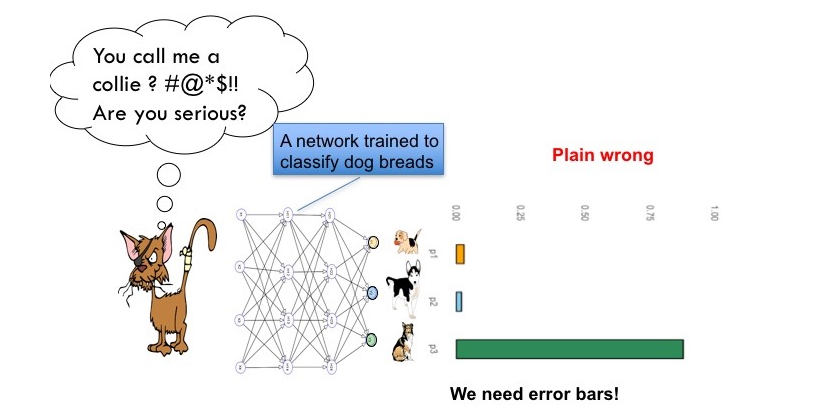 You call me a
collie ? #@*$!!
Are you serious?
A network trained to
classify dog breads
Plain wrong
0.00
0.25
0.50
0.75
1.00
p1
p2
p3
We need error bars!